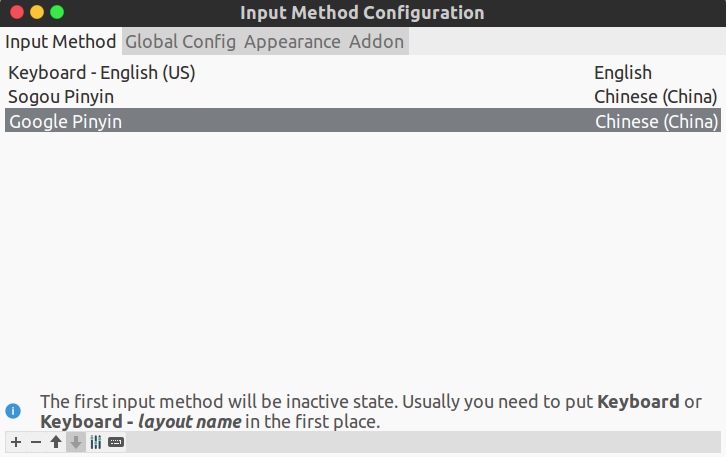 Input Method Configuration
Input Method Global Config Appearance Addon
Keyboard - English (US) English
Sogou Pinyin Chinese (China)
Google Pinyin Chinese (China)
The first input method will be inactive state. Usually you need to put Keyboard or
Keyboard - layout name in the first place.